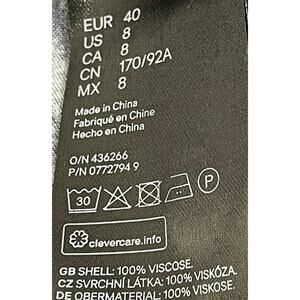 EUR 40
US 8
CA 8
CN 170/92A
MX 8
Made in China
Fabriqué en Chine
Hecho en China
O/N 436266
P/N 0772794 9
30 P
clevercare.info
GB SHELL: 100% VISCOSE.
CZ SVRCHNÍ LÁTKA: 100% VISKÓZA.
DE OBERMATERIAL: 100% VISKOSE.